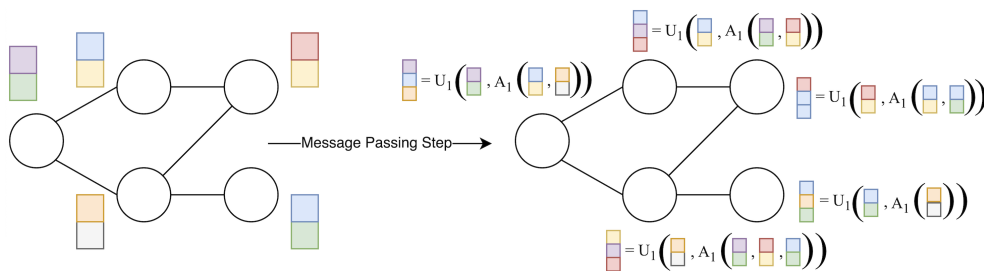 = U₁( , A₁( , ))
= U₁( , A₁( , ))
= U₁( , A₁( , ))
Message Passing Step
= U₁( , A₁( ))
= U₁( , A₁( , , ))